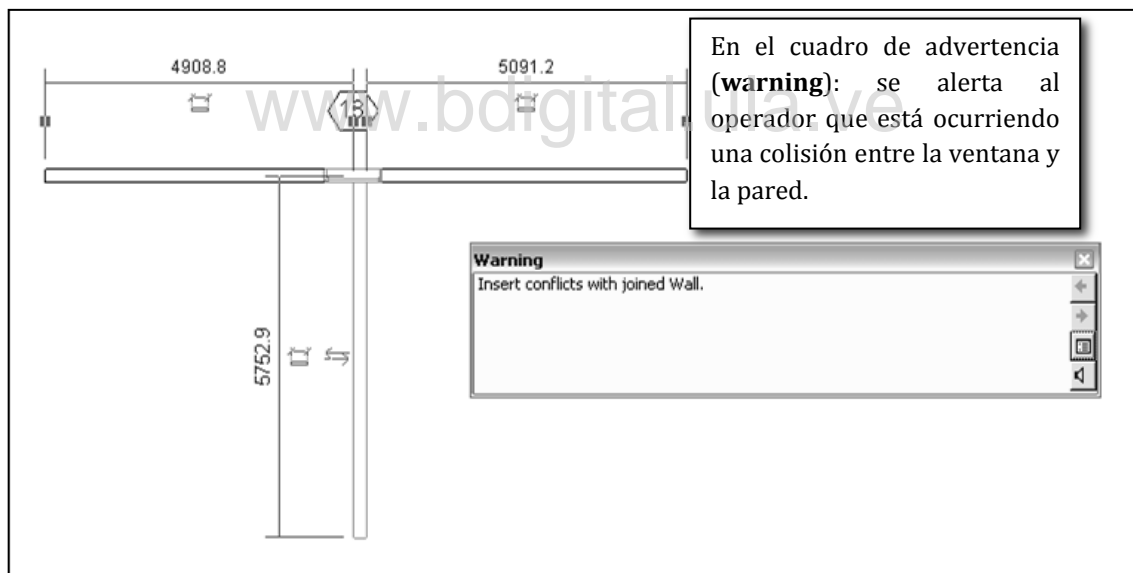 4908.8
5091.2
En el cuadro de advertencia
(warning): se alerta al
operador que está ocurriendo
una colisión entre la ventana y
la pared.
www.bdigital.ula.ve
Warning
Insert conflicts with joined Wall.
5752.9